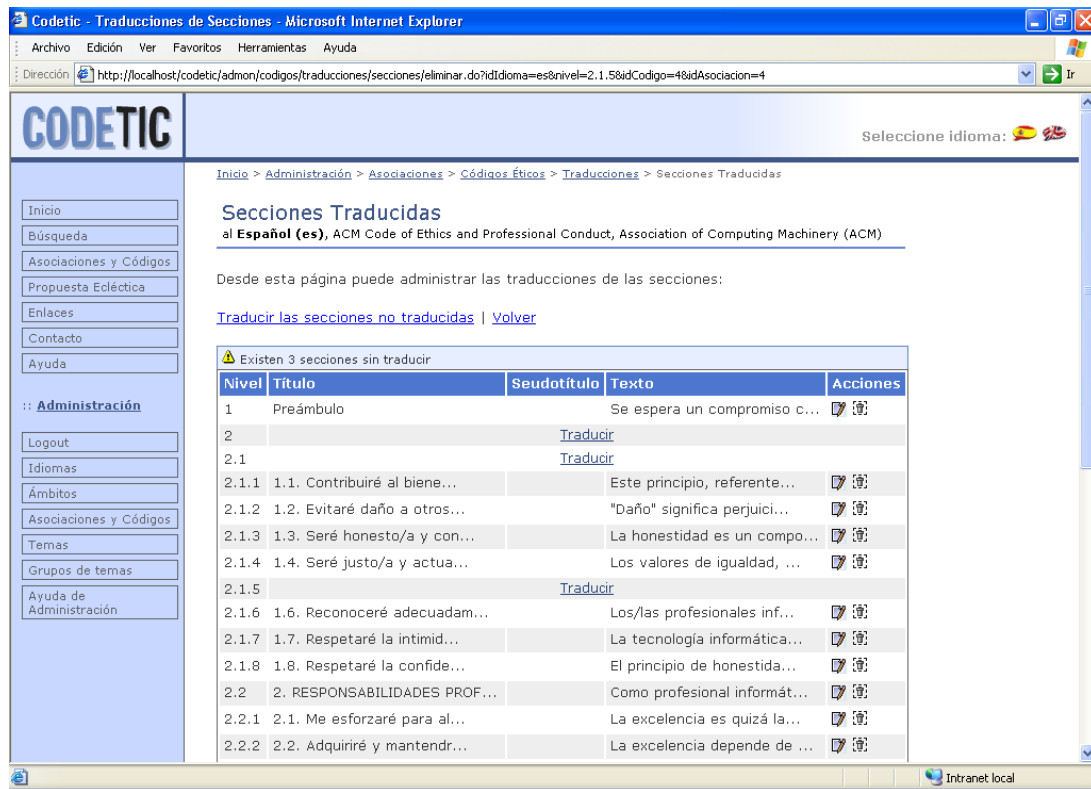 Codetic - Traducciones de Secciones - Microsoft Internet Explorer
Archivo Edición Ver Favoritos Herramientas Ayuda
Dirección http://localhost/codetic/admon/codigos/traducciones/secciones/eliminar.do?idIdioma=es&nivel=2.1.5&idCodigo=4&idAsociacion=4 Ir
CODETIC
Seleccione idioma:
Inicio > Administración > Asociaciones > Códigos Éticos > Traducciones > Secciones Traducidas
Inicio
Búsqueda
Asociaciones y Códigos
Propuesta Ecléctica
Enlaces
Contacto
Ayuda
:: Administración
Logout
Idiomas
Ámbitos
Asociaciones y Códigos
Temas
Grupos de temas
Ayuda de
Administración
Secciones Traducidas
al Español (es), ACM Code of Ethics and Professional Conduct, Association of Computing Machinery (ACM)
Desde esta página puede administrar las traducciones de las secciones:
Traducir las secciones no traducidas | Volver
Existen 3 secciones sin traducir
Nivel Título Seudotítulo Texto Acciones
1 Preámbulo Se espera un compromiso c...
2 Traducir
2.1 Traducir
2.1.1 1.1. Contribuiré al biene... Este principio, referente...
2.1.2 1.2. Evitaré daño a otros... "Daño" significa perjuici...
2.1.3 1.3. Seré honesto/a y con... La honestidad es un compo...
2.1.4 1.4. Seré justo/a y actua... Los valores de igualdad, ...
2.1.5 Traducir
2.1.6 1.6. Reconoceré adecuadam... Los/las profesionales inf...
2.1.7 1.7. Respetaré la intimid... La tecnología informática...
2.1.8 1.8. Respetaré la confide... El principio de honestida...
2.2 2. RESPONSABILIDADES PROF... Como profesional informát...
2.2.1 2.1. Me esforzaré para al... La excelencia es quizá la...
2.2.2 2.2. Adquiriré y mantendr... La excelencia depende de ...
Intranet local